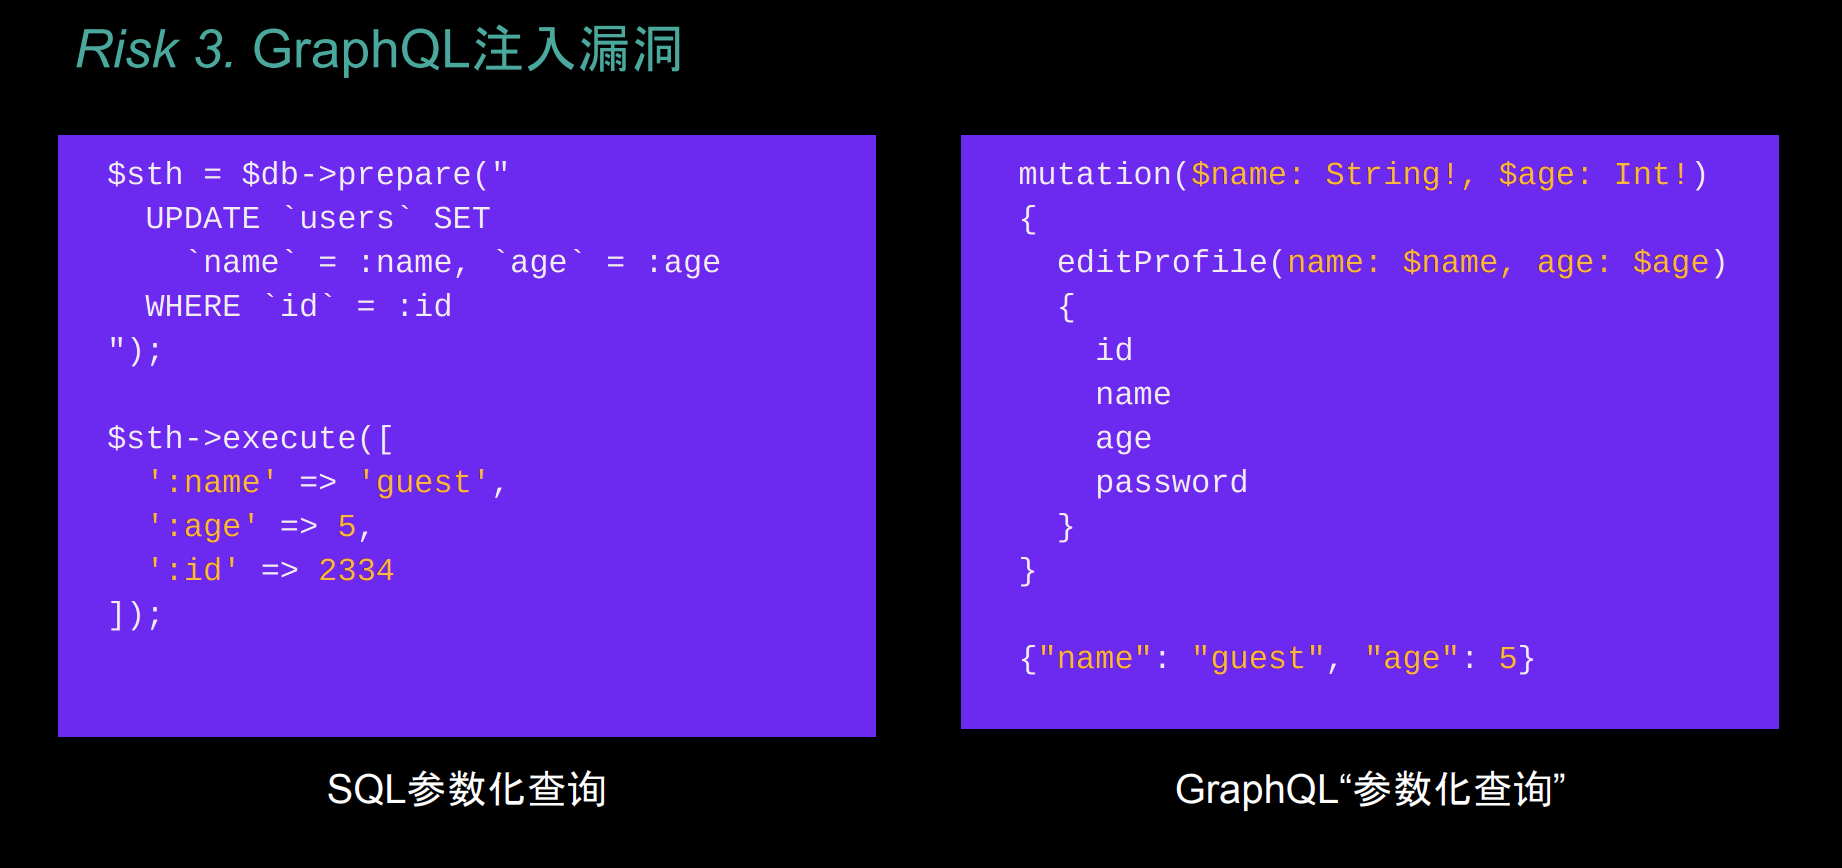 Risk 3. GraphQL注入漏洞
$sth = $db->prepare("
  UPDATE `users` SET
    `name` = :name, `age` = :age
  WHERE `id` = :id
");
$sth->execute([
  ':name' => 'guest',
  ':age' => 5,
  ':id' => 2334
]);
SQL参数化查询
mutation($name: String!, $age: Int!)
{
  editProfile(name: $name, age: $age)
  {
    id
    name
    age
    password
  }
}
{"name": "guest", "age": 5}
GraphQL“参数化查询”